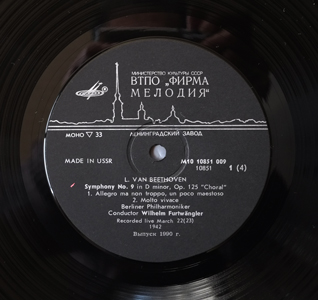 МИНИСТЕРСТВО КУЛЬТУРЫ СССР
ВТПО „ФИРМА
МЕЛОДИЯ"
МОНО ▽ 33
ЛЕНИНГРАДСКИЙ ЗАВОД
MADE IN USSR
М10 10851 009
10851 1 (4)
L. VAN BEETHOVEN
Symphony No. 9 in D minor, Op. 125 "Choral"
1. Allegro ma non troppo, un poco maestoso
2. Molto vivace
Berliner Philharmoniker
Conductor Wilhelm Furtwängler
Recorded live March 22(23)
1942
Выпуск 1990 г.